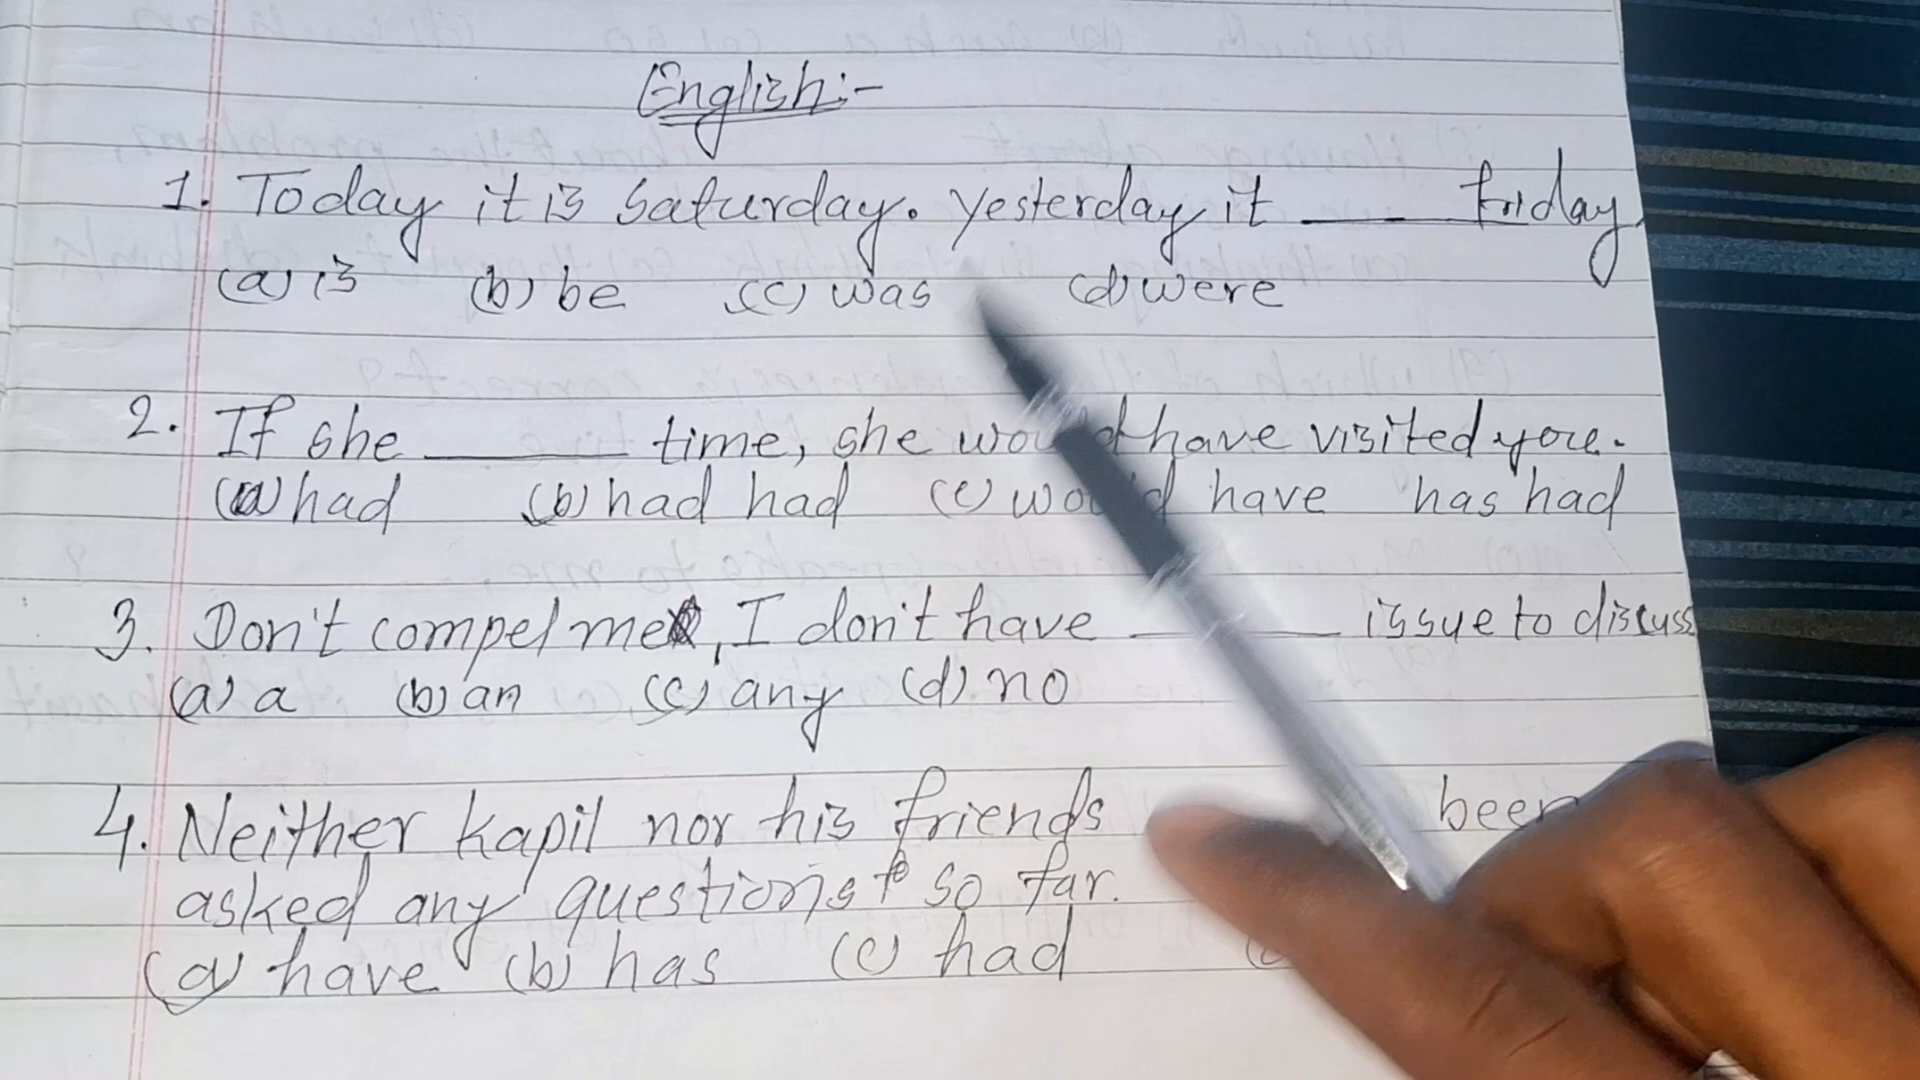 English:-
1. Today it is Saturday. Yesterday it ____ friday
(a) is (b) be (c) was (d) were
2. If she ____ time, she would have visited you.
(a) had (b) had had (c) would have has had
3. Don't compel me, I don't have ____ issue to discuss
(a) a (b) an (c) any (d) no
4. Neither Kapil nor his friends been
asked any questions so far.
(a) have (b) has (c) had